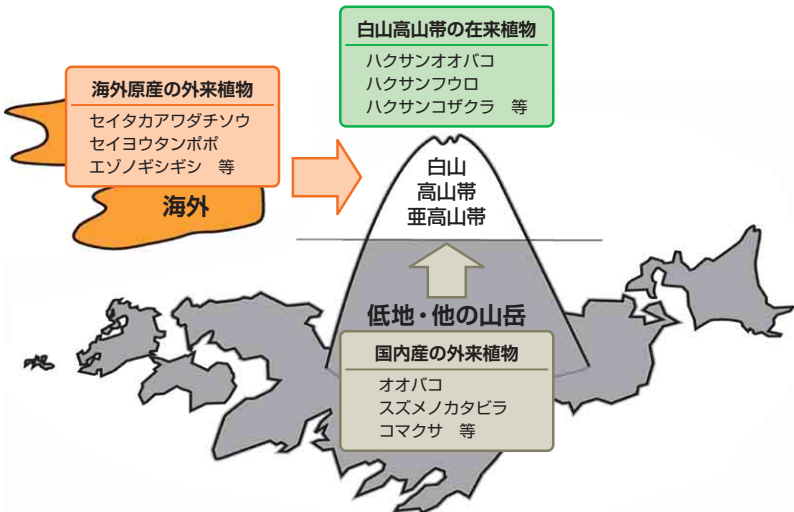 白山高山帯の在来植物
ハクサンオオバコ
ハクサンフウロ
ハクサンコザクラ　等
海外原産の外来植物
セイタカアワダチソウ
セイヨウタンポポ
エゾノギシギシ　等
海外
白山
高山帯
亜高山帯
低地・他の山岳
国内産の外来植物
オオバコ
スズメノカタビラ
コマクサ　等